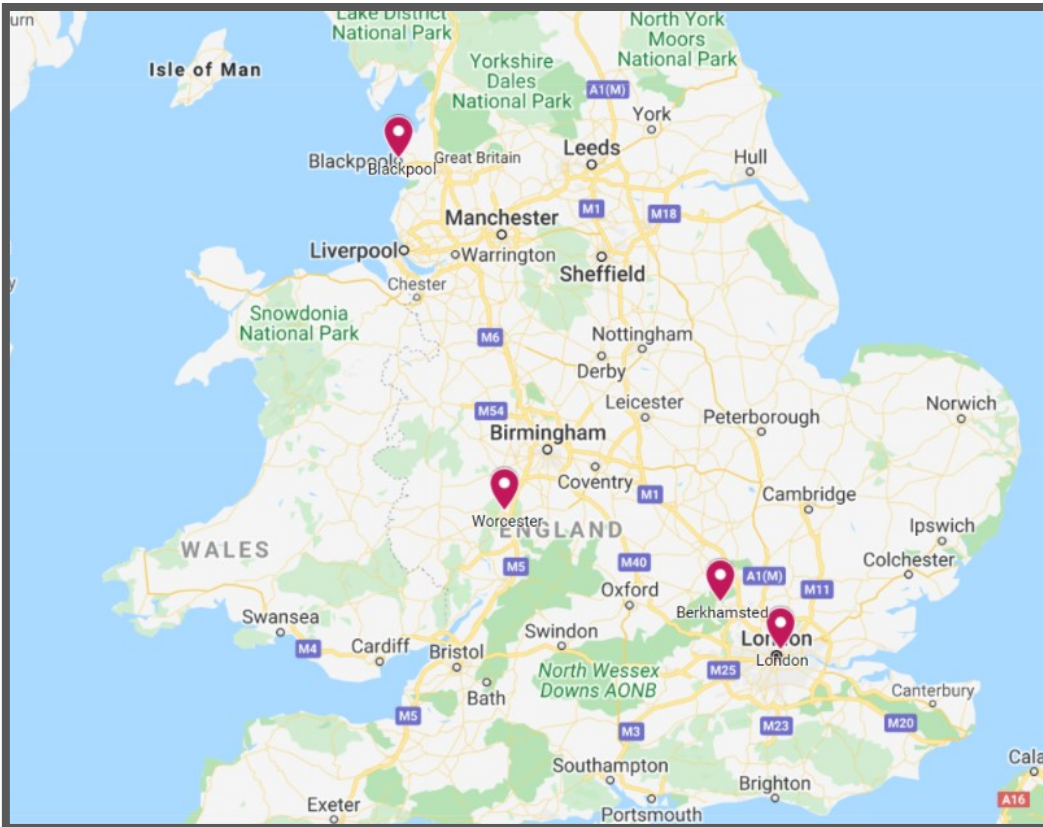 urn
Lake District
National Park
North York
Moors
National Park
Isle of Man
Yorkshire
Dales
National Park
A1(M)
York
Blackpool
Blackpool
Great Britain
Leeds
Hull
M1
M18
Manchester
Liverpool
Warrington
Sheffield
Chester
y
Snowdonia
National Park
M6
Nottingham
Derby
M54
Leicester
Peterborough
Norwich
Birmingham
Coventry
M1
Cambridge
Worcester
ENGLAND
Ipswich
WALES
M5
M40
A1(M)
M11
Colchester
Oxford
Berkhamsted
Swansea
Swindon
London
London
M4
Cardiff
Bristol
M25
North Wessex
Downs AONB
Bath
Canterbury
M5
M3
M23
M20
Southampton
Brighton
Cala
A16
Exeter
Portsmouth